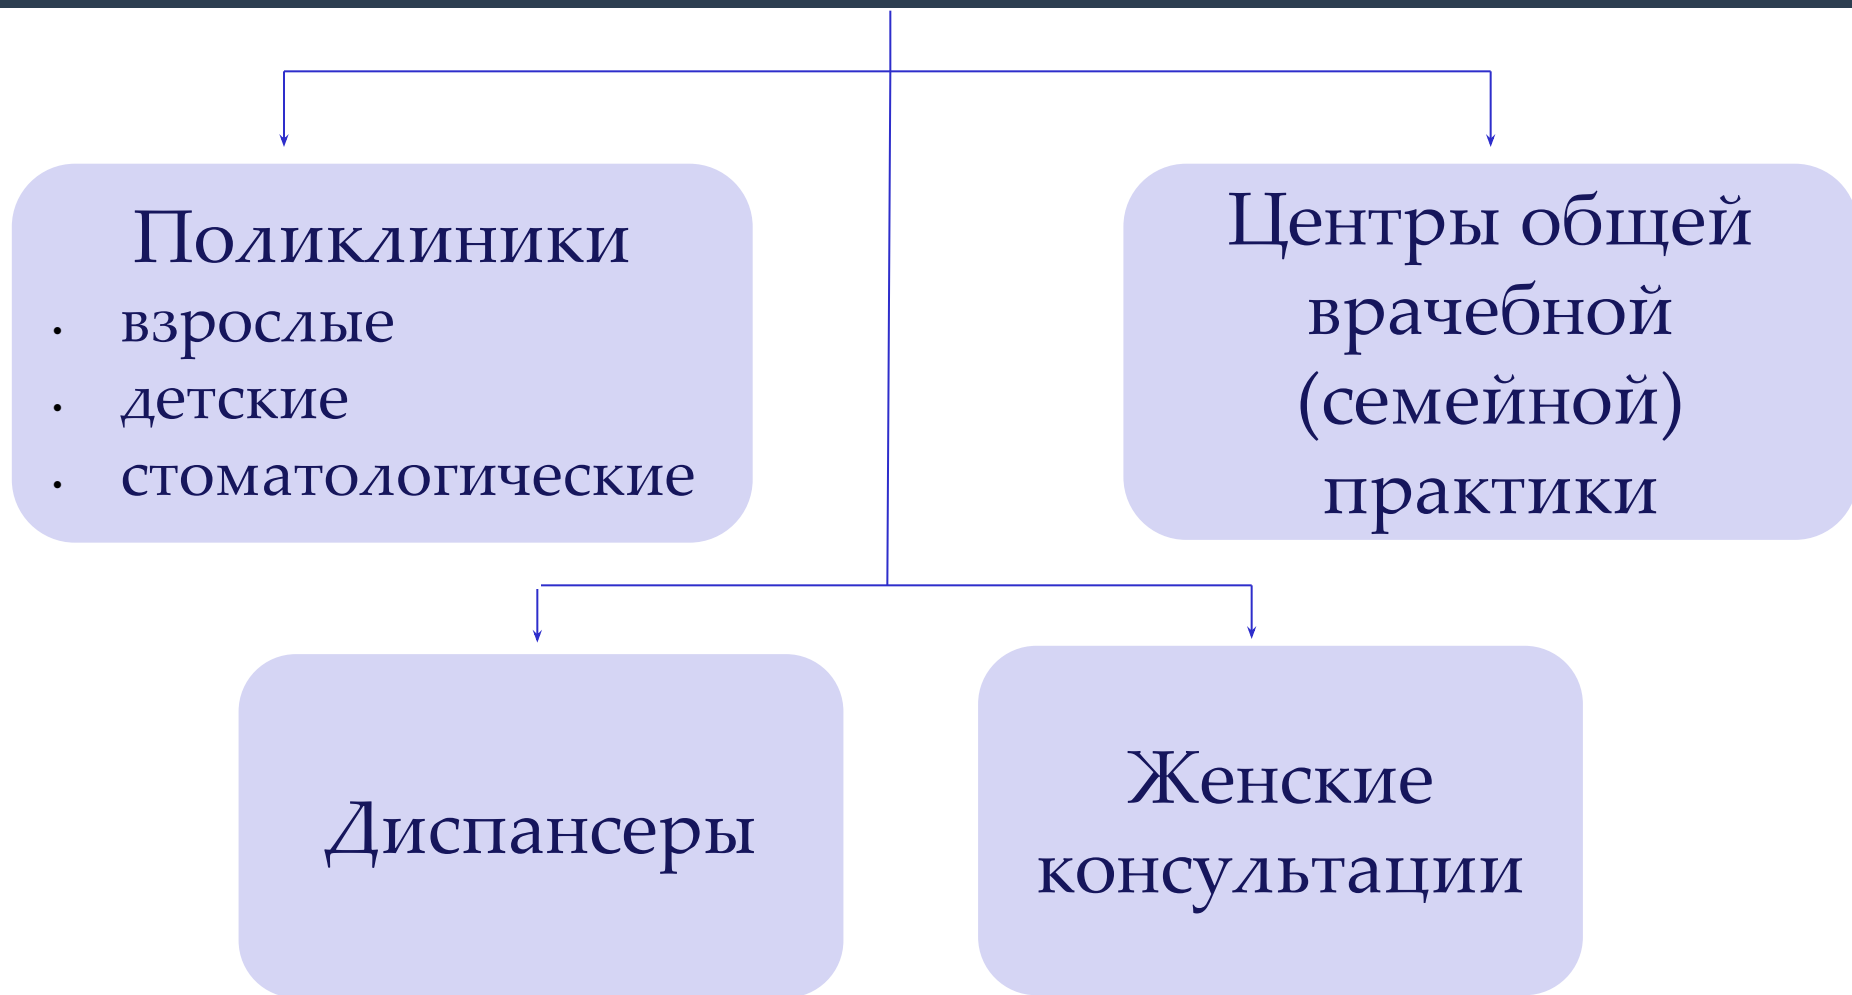 Поликлиники
· взрослые
· детские
· стоматологические
Центры общей
врачебной
(семейной)
практики
Диспансеры
Женские
консультации